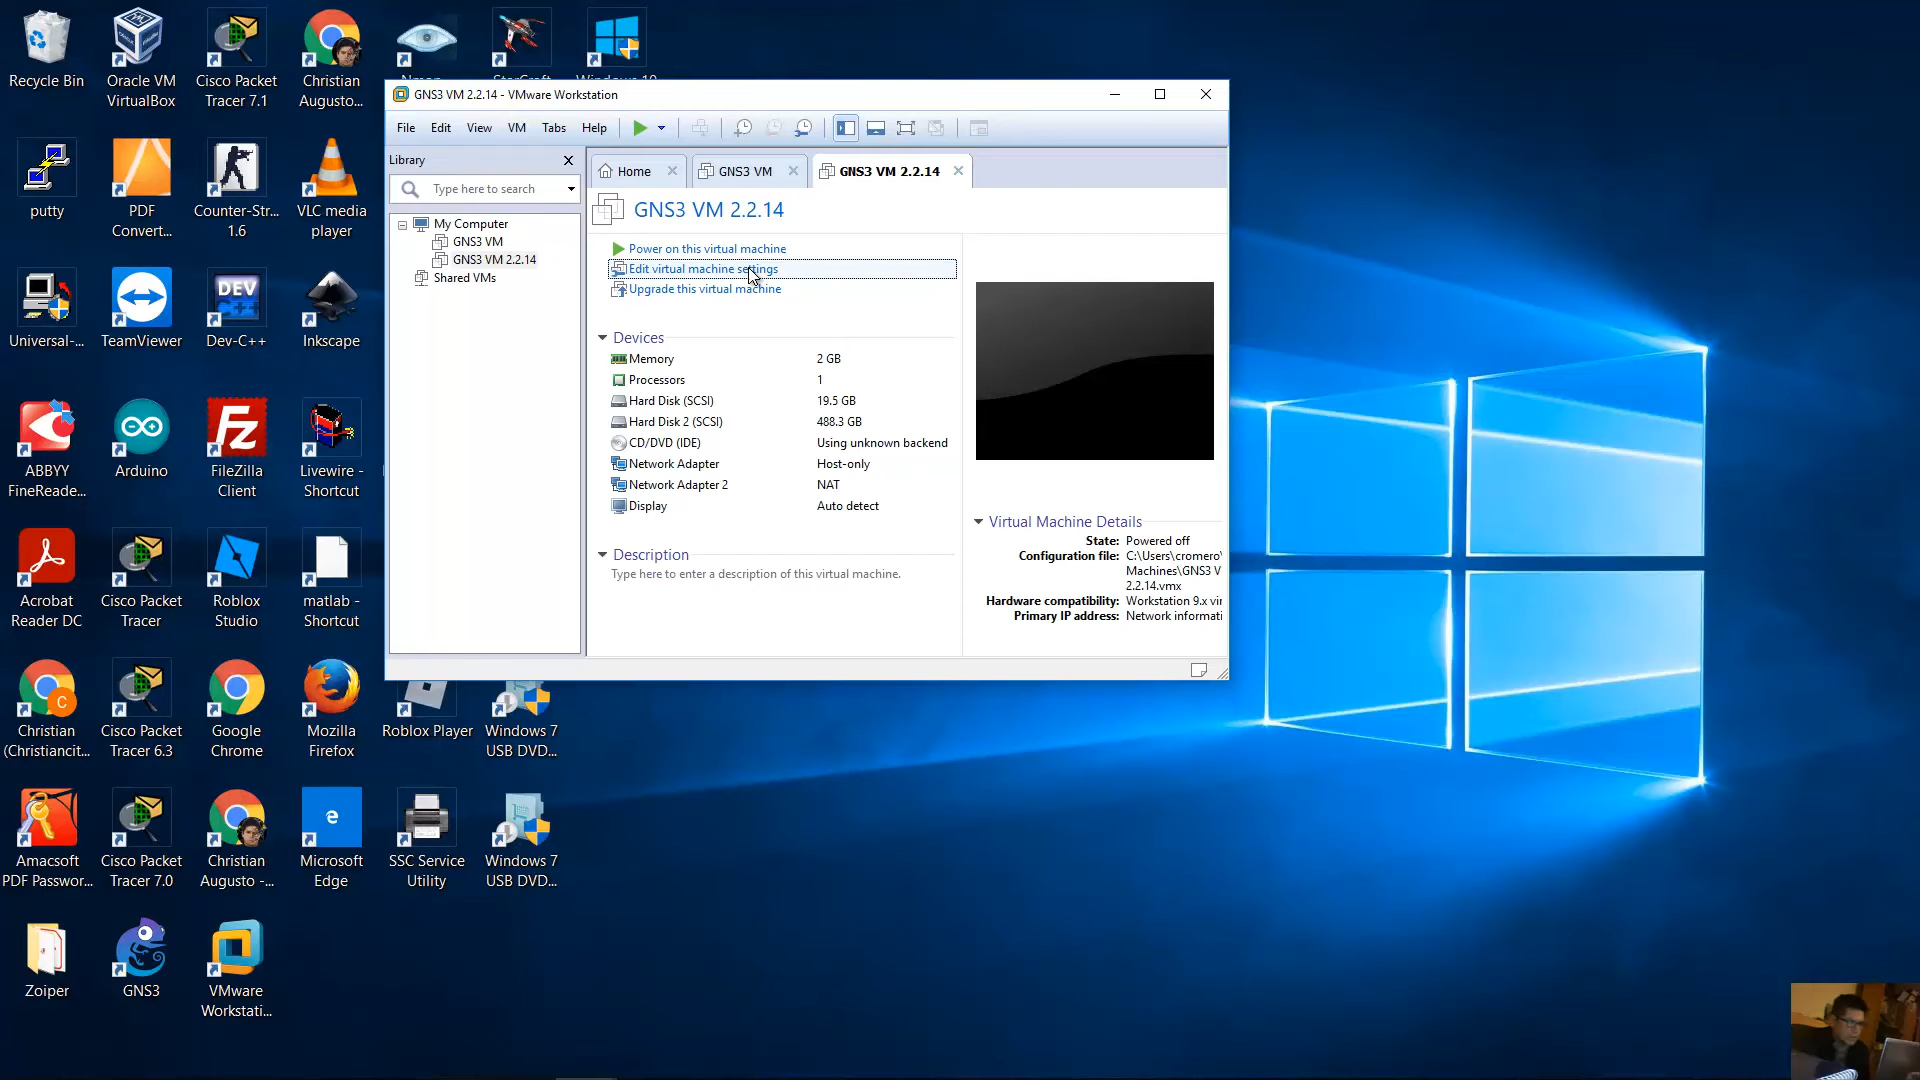 Recycle Bin
Oracle VM
VirtualBox
Cisco Packet
Tracer 7.1
Christian
Augusto...
putty
PDF
Convert...
Counter-Str...
1.6
VLC media
player
Universal-...
TeamViewer
Dev-C++
Inkscape
ABBYY
FineReade...
Arduino
FileZilla
Client
Livewire -
Shortcut
Acrobat
Reader DC
Cisco Packet
Tracer
Roblox
Studio
matlab -
Shortcut
Christian
(Christiancit...
Cisco Packet
Tracer 6.3
Google
Chrome
Mozilla
Firefox
Roblox Player
Windows 7
USB DVD...
Amacsoft
PDF Passwor...
Cisco Packet
Tracer 7.0
Christian
Augusto -...
Microsoft
Edge
SSC Service
Utility
Windows 7
USB DVD...
Zoiper
GNS3
VMware
Workstati...
GNS3 VM 2.2.14 - VMware Workstation
File Edit View VM Tabs Help
Library
Type here to search
My Computer
GNS3 VM
GNS3 VM 2.2.14
Shared VMs
Home
GNS3 VM
GNS3 VM 2.2.14
GNS3 VM 2.2.14
Power on this virtual machine
Edit virtual machine settings
Upgrade this virtual machine
Devices
Memory 2 GB
Processors 1
Hard Disk (SCSI) 19.5 GB
Hard Disk 2 (SCSI) 488.3 GB
CD/DVD (IDE) Using unknown backend
Network Adapter Host-only
Network Adapter 2 NAT
Display Auto detect
Description
Type here to enter a description of this virtual machine.
Virtual Machine Details
State: Powered off
Configuration file: C:\Users\cromero\
Machines\GNS3 V
2.2.14.vmx
Hardware compatibility: Workstation 9.x vi
Primary IP address: Network informati